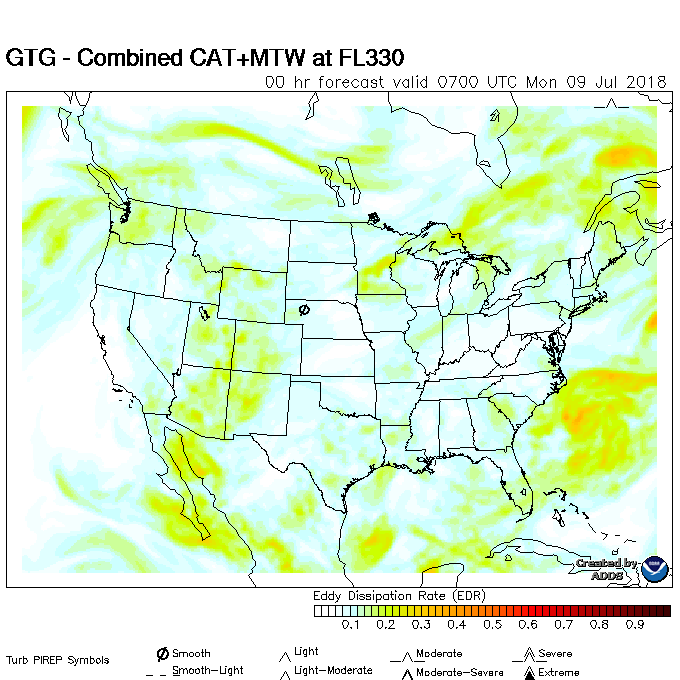 GTG - Combined CAT+MTW at FL330
00 hr forecast valid 0700 UTC Mon 09 Jul 2018
Created by
ADDS
Eddy Dissipation Rate (EDR)
0.1 0.2 0.3 0.4 0.5 0.6 0.7 0.8 0.9
Turb PIREP Symbols
Smooth Light Moderate Severe
Smooth-Light Light-Moderate Moderate-Severe Extreme